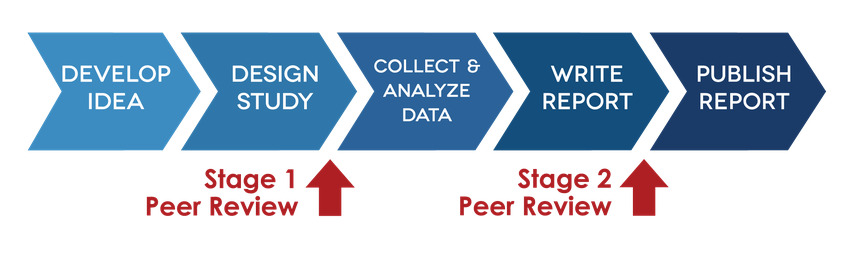 DEVELOP
IDEA
DESIGN
STUDY
COLLECT &
ANALYZE
DATA
WRITE
REPORT
PUBLISH
REPORT
Stage 1
Peer Review
Stage 2
Peer Review